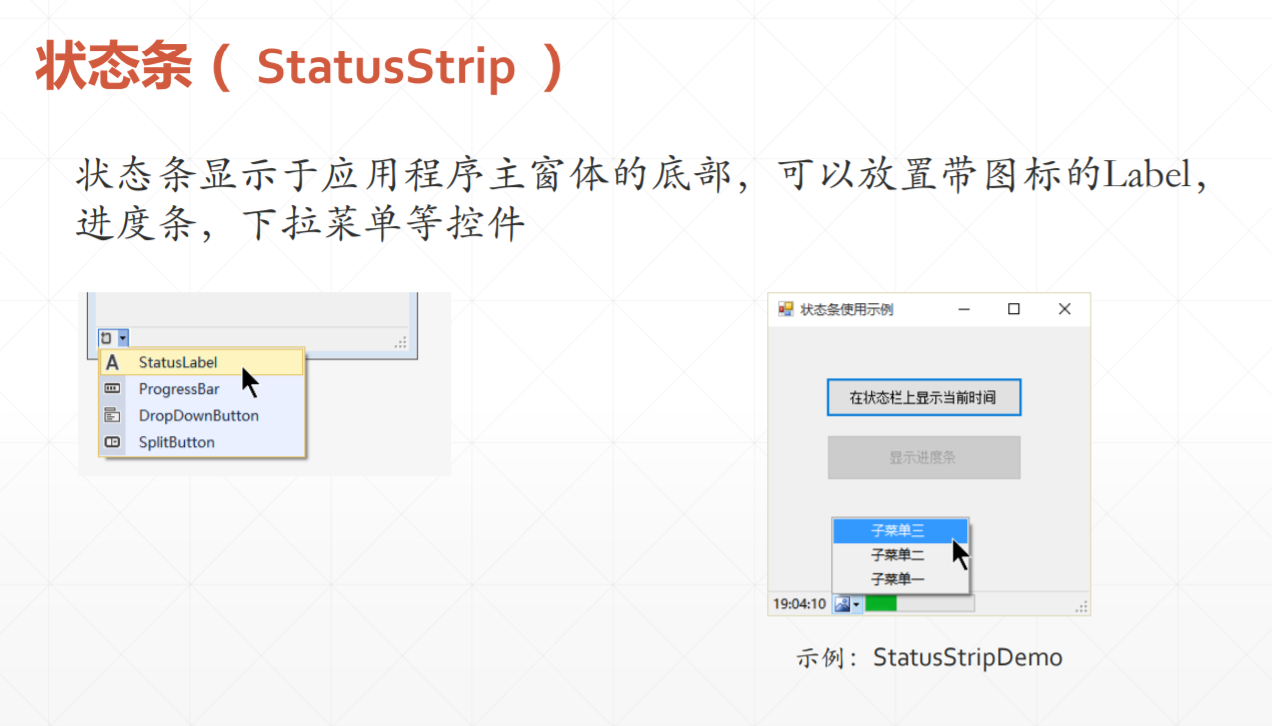 状态条（ StatusStrip ）
状态条显示于应用程序主窗体的底部，可以放置带图标的Label，
进度条，下拉菜单等控件
StatusLabel
ProgressBar
DropDownButton
SplitButton
状态条使用示例
在状态栏上显示当前时间
显示进度条
子菜单三
子菜单二
子菜单一
19:04:10
示例：StatusStripDemo